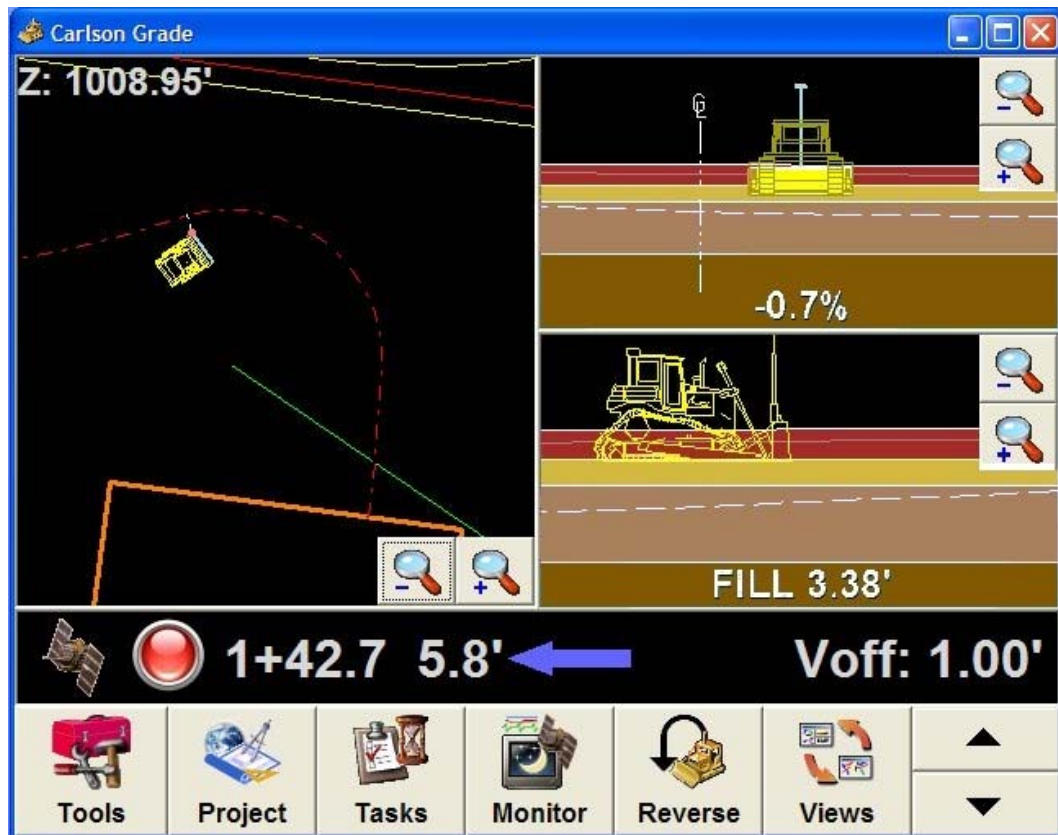 Carlson Grade
Z: 1008.95'
CL
-0.7%
FILL 3.38'
1+42.7 5.8' Voff: 1.00'
Tools Project Tasks Monitor Reverse Views